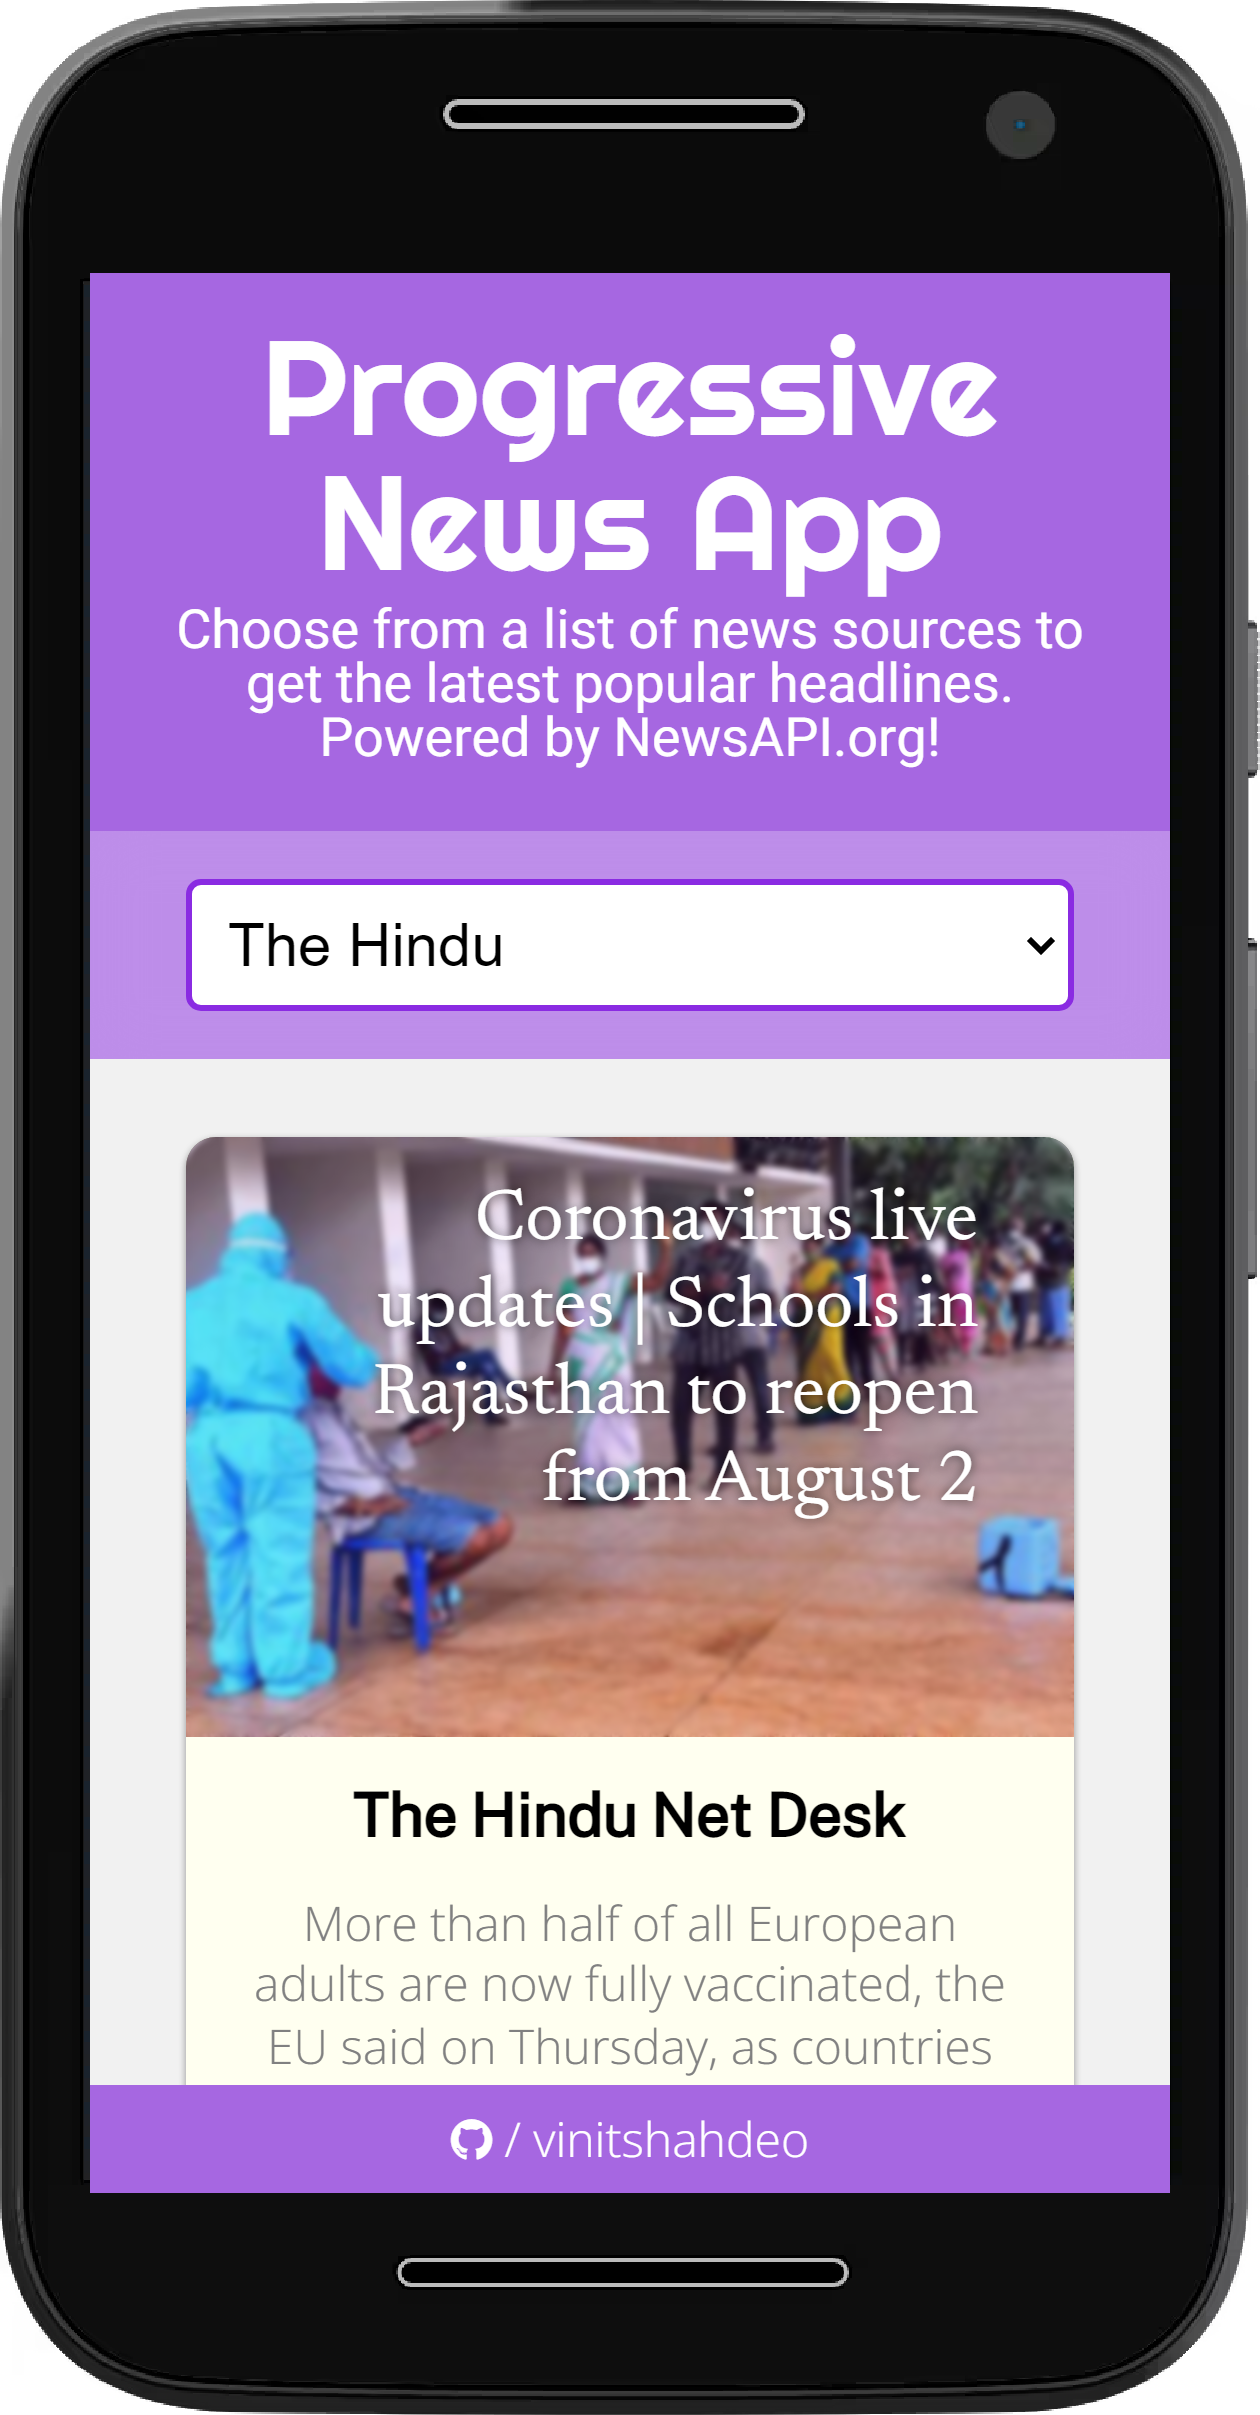 Progressive
News App
Choose from a list of news sources to
get the latest popular headlines.
Powered by NewsAPI.org!
The Hindu
Coronavirus live
updates | Schools in
Rajasthan to reopen
from August 2
The Hindu Net Desk
More than half of all European
adults are now fully vaccinated, the
EU said on Thursday, as countries
/ vinitshahdeo